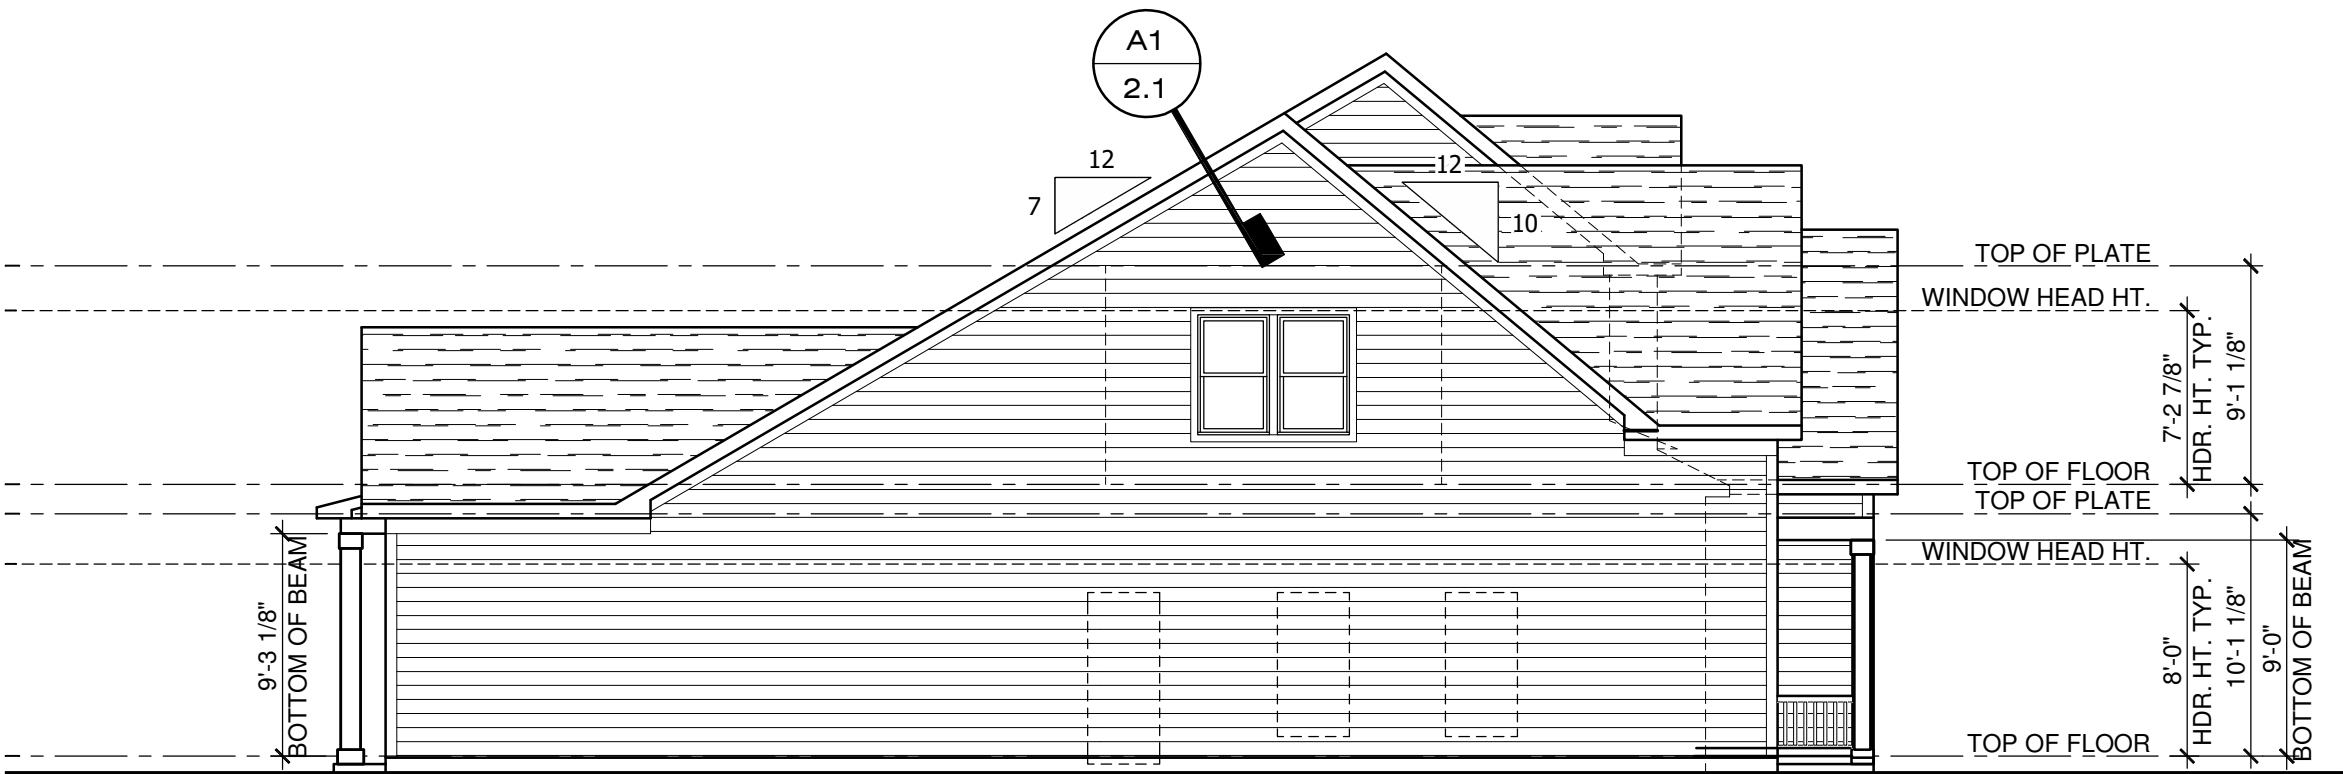 A1
2.1
12
7
12
10
TOP OF PLATE
WINDOW HEAD HT.
7'-2 7/8"
HDR. HT. TYP.
9'-1 1/8"
TOP OF FLOOR
TOP OF PLATE
WINDOW HEAD HT.
9'-3 1/8"
BOTTOM OF BEAM
8'-0"
HDR. HT. TYP.
10'-1 1/8"
9'-0"
BOTTOM OF BEAM
TOP OF FLOOR